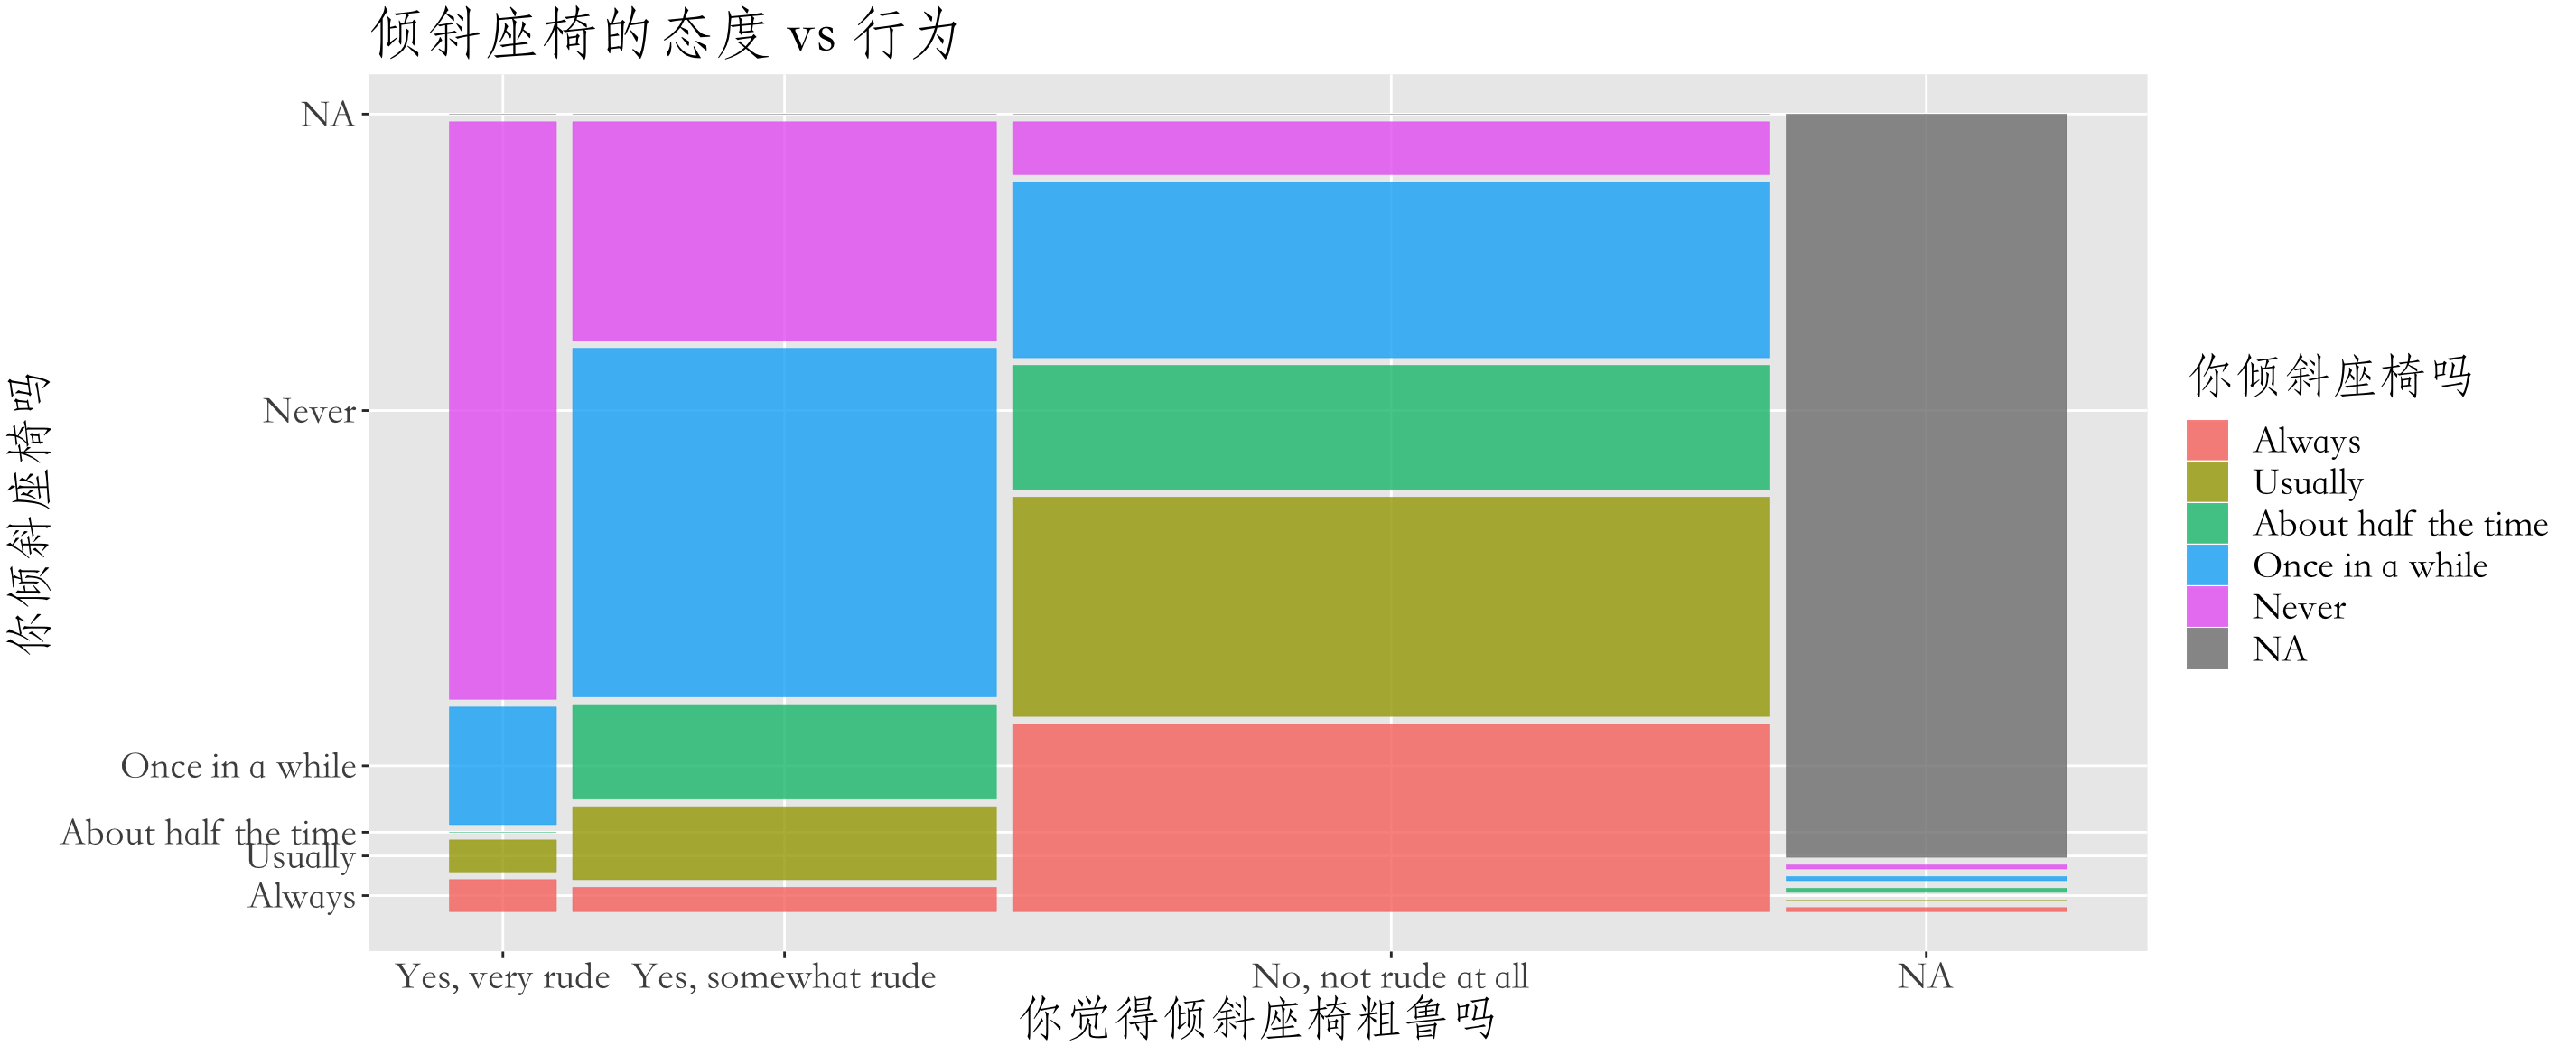 倾斜座椅的态度 vs 行为
你倾斜座椅吗
NA
Never
Once in a while
About half the time
Usually
Always
Yes, very rude
Yes, somewhat rude
No, not rude at all
NA
你觉得倾斜座椅粗鲁吗
你倾斜座椅吗
Always
Usually
About half the time
Once in a while
Never
NA